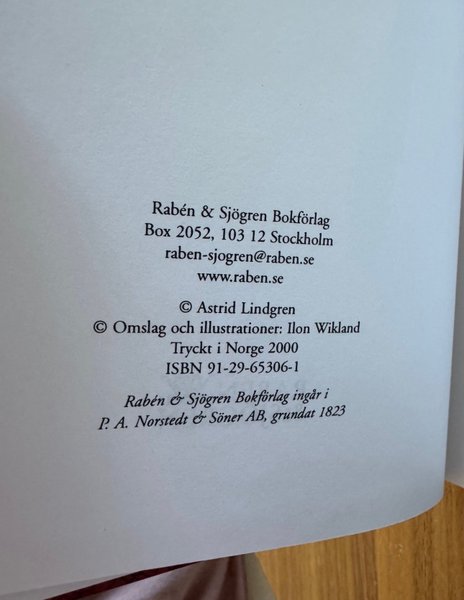 Rabén & Sjögren Bokförlag
Box 2052, 103 12 Stockholm
raben-sjogren@raben.se
www.raben.se
© Astrid Lindgren
© Omslag och illustrationer: Ilon Wikland
Tryckt i Norge 2000
ISBN 91-29-65306-1
Rabén & Sjögren Bokförlag ingår i
P. A. Norstedt & Söner AB, grundat 1823